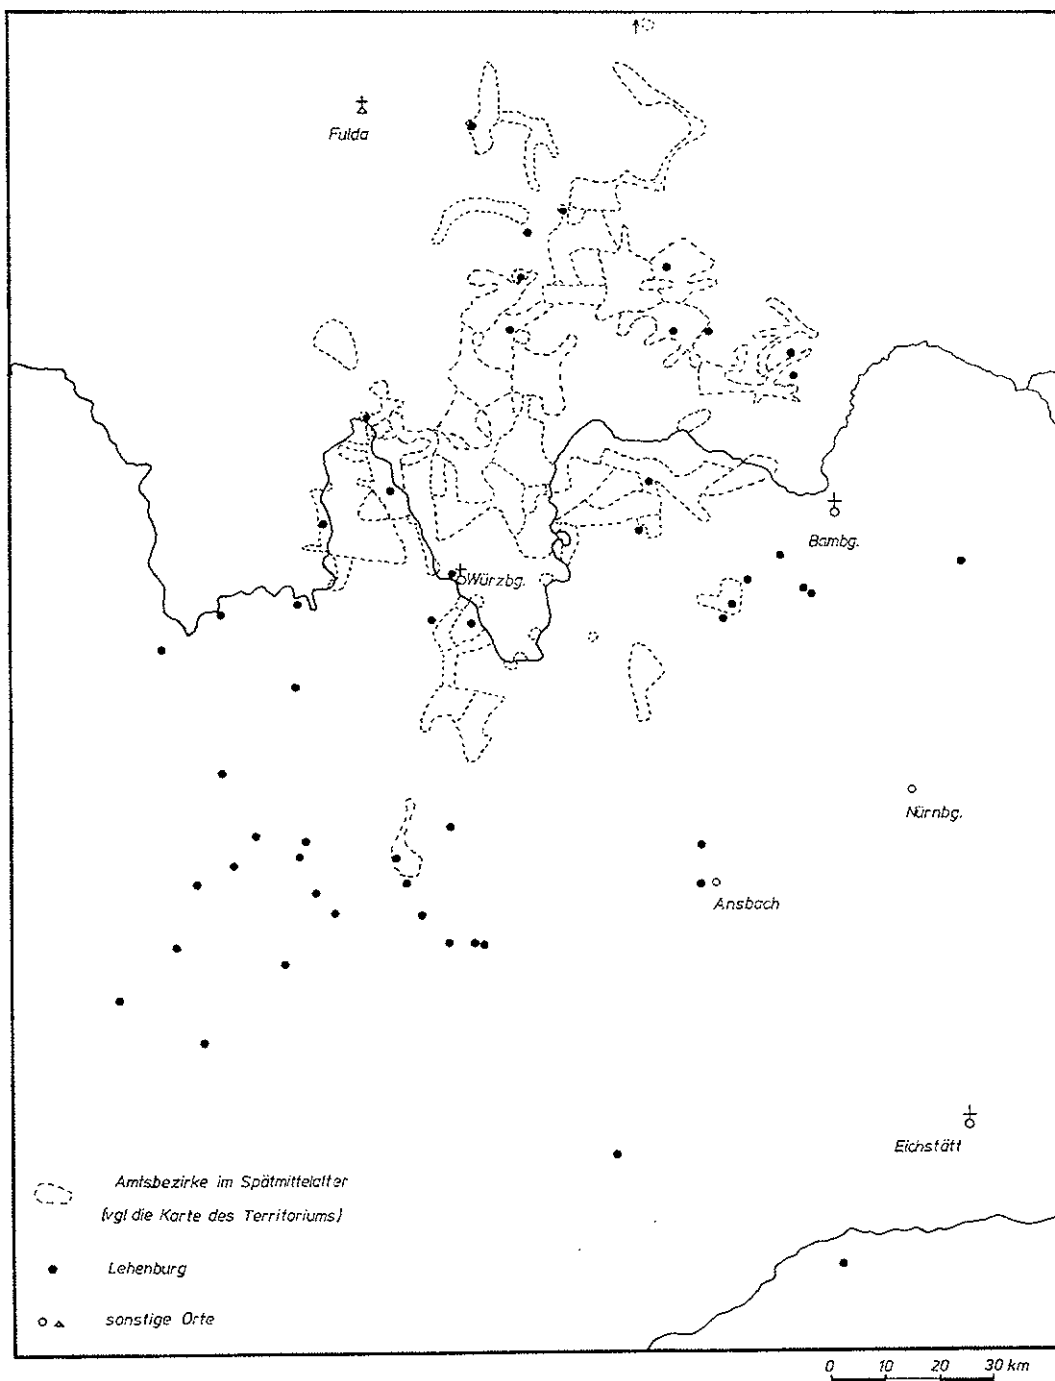 Fulda
Würzbg.
Bambg.
Nürnbg.
Ansbach
Eichstätt
Amtsbezirke im Spätmittelalter
(vgl die Karte des Territoriums)
Lehenburg
sonstige Orte
0 10 20 30 km